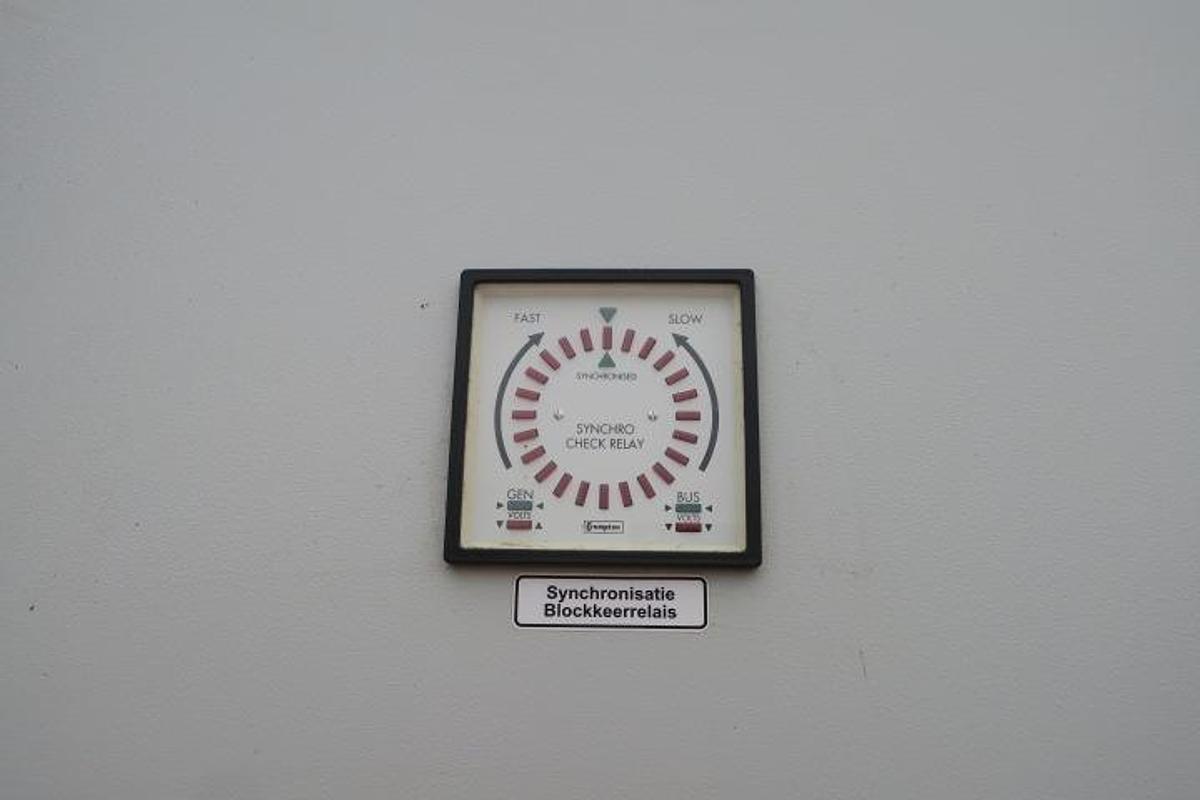 FAST
SLOW
SYNCHRONISED
SYNCHRO
CHECK RELAY
GEN
VOLTS
BUS
VOLTS
Crompton
Synchronisatie
Blockkeerrelais